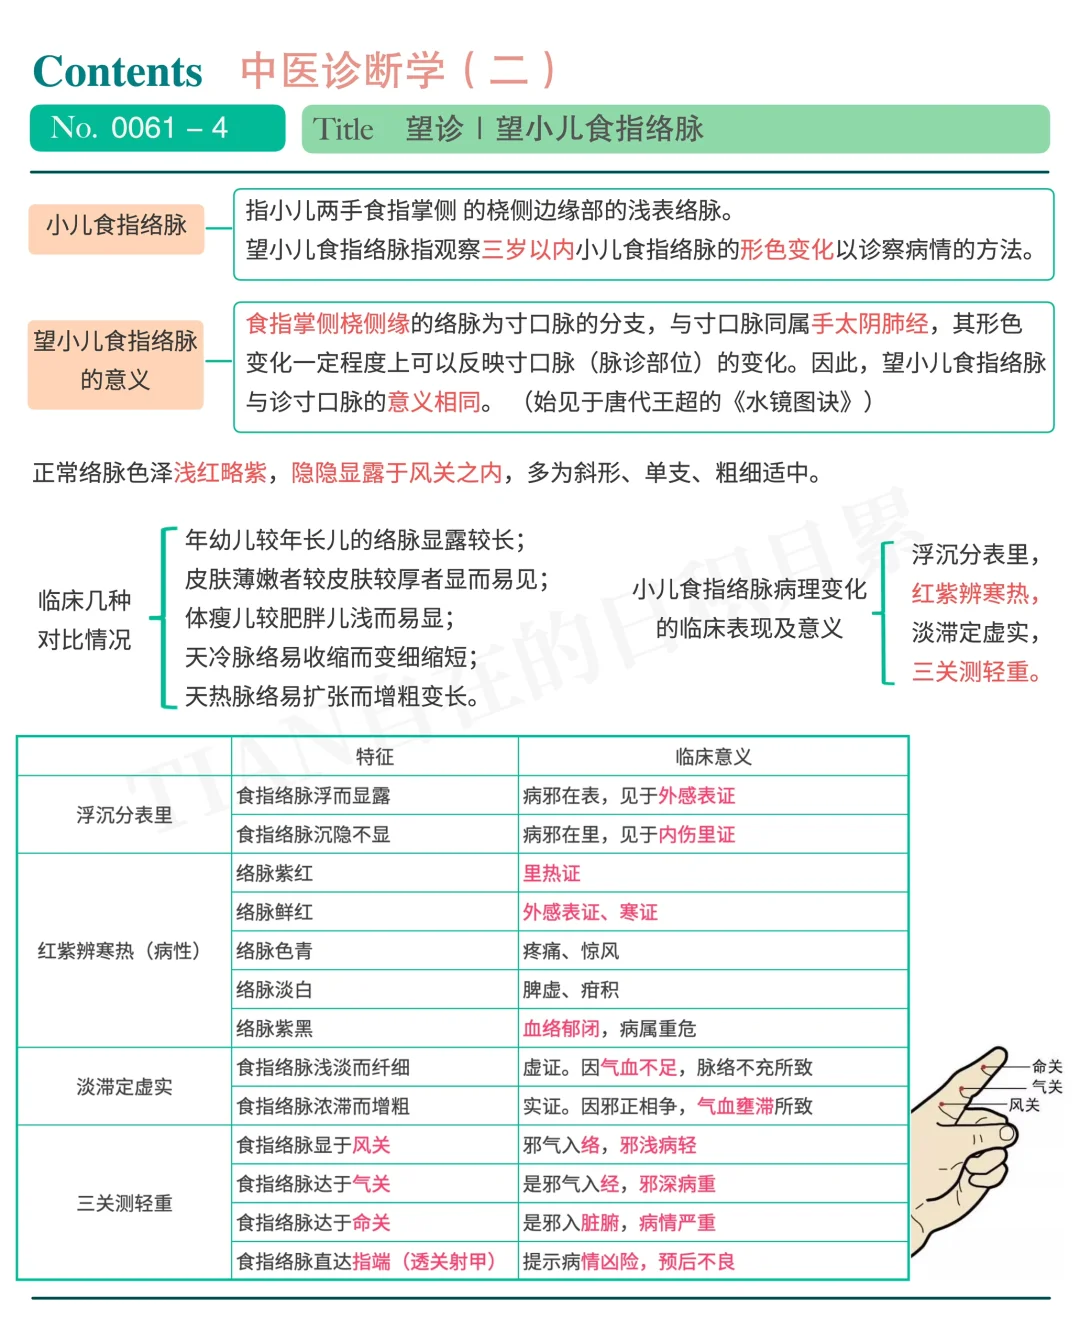 Contents 中医诊断学（二）
No. 0061 – 4
Title 望诊 | 望小儿食指络脉
小儿食指络脉
指小儿两手食指掌侧 的桡侧边缘部的浅表络脉。
望小儿食指络脉指观察三岁以内小儿食指络脉的形色变化以诊察病情的方法。
望小儿食指络脉
的意义
食指掌侧桡侧缘的络脉为寸口脉的分支，与寸口脉同属手太阴肺经，其形色
变化一定程度上可以反映寸口脉（脉诊部位）的变化。因此，望小儿食指络脉
与诊寸口脉的意义相同。（始见于唐代王超的《水镜图诀》）
正常络脉色泽浅红略紫，隐隐显露于风关之内，多为斜形、单支、粗细适中。
临床几种
对比情况
年幼儿较年长儿的络脉显露较长；
皮肤薄嫩者较皮肤较厚者显而易见；
体瘦儿较肥胖儿浅而易显；
天冷脉络易收缩而变细缩短；
天热脉络易扩张而增粗变长。
小儿食指络脉病理变化
的临床表现及意义
浮沉分表里，
红紫辨寒热，
淡滞定虚实，
三关测轻重。
TIAN自在的日积月累
特征 临床意义
浮沉分表里
食指络脉浮而显露 病邪在表，见于外感表证
食指络脉沉隐不显 病邪在里，见于内伤里证
红紫辨寒热（病性）
络脉紫红 里热证
络脉鲜红 外感表证、寒证
络脉色青 疼痛、惊风
络脉淡白 脾虚、疳积
络脉紫黑 血络郁闭，病属重危
淡滞定虚实
食指络脉浅淡而纤细 虚证。因气血不足，脉络不充所致
食指络脉浓滞而增粗 实证。因邪正相争，气血壅滞所致
三关测轻重
食指络脉显于风关 邪气入络，邪浅病轻
食指络脉达于气关 是邪气入经，邪深病重
食指络脉达于命关 是邪入脏腑，病情严重
食指络脉直达指端（透关射甲） 提示病情凶险，预后不良
命关
气关
风关